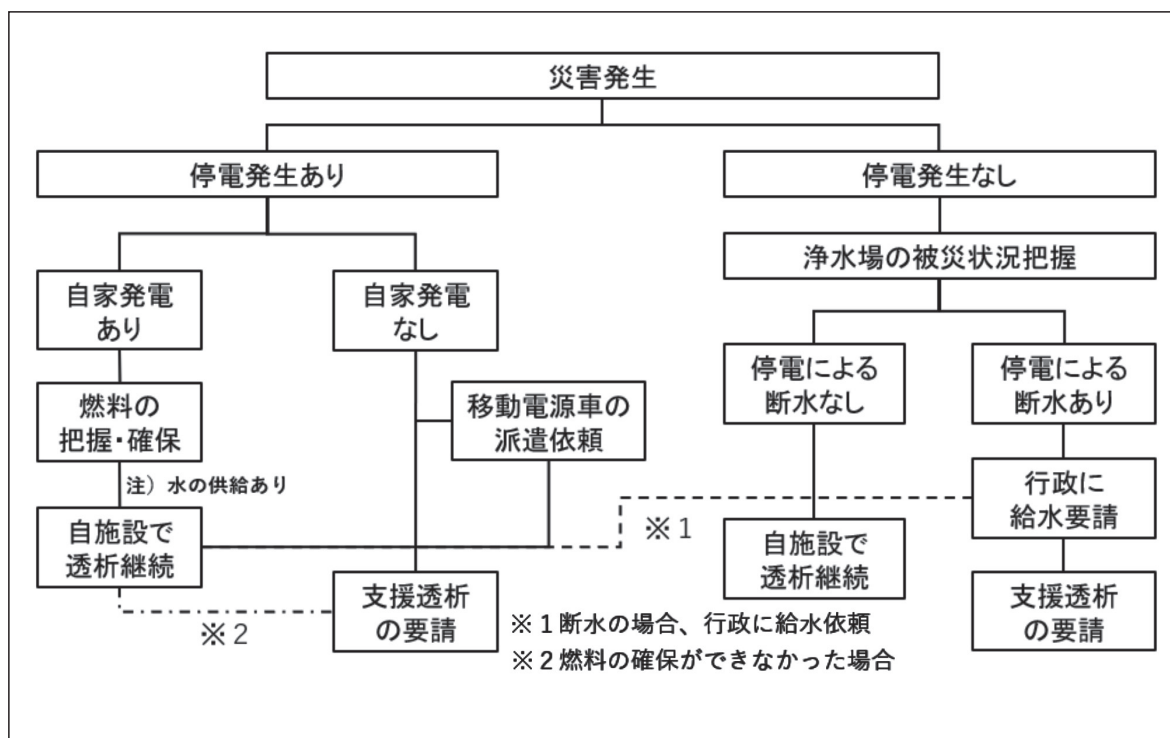 災害発生
停電発生あり
停電発生なし
浄水場の被災状況把握
自家発電
あり
自家発電
なし
停電による
断水なし
停電による
断水あり
燃料の
把握・確保
移動電源車の
派遣依頼
注）水の供給あり
行政に
給水要請
自施設で
透析継続
※1
自施設で
透析継続
支援透析
の要請
支援透析
の要請
※2
※1断水の場合、行政に給水依頼
※2燃料の確保ができなかった場合